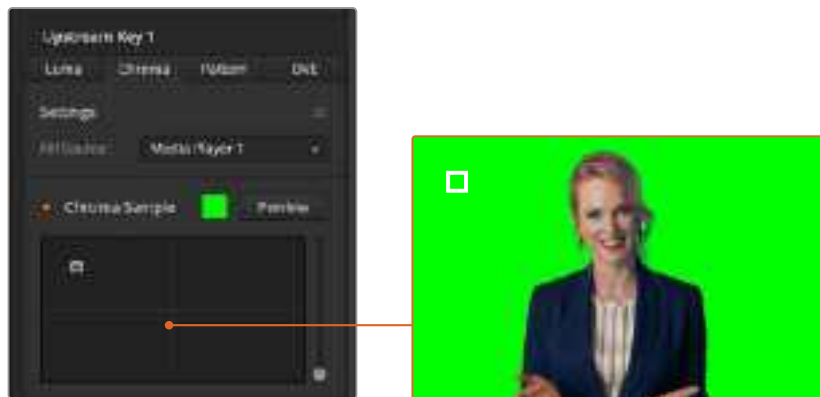 Upstream Key 1
Luma Chroma Pattern DVE
Settings
Fill Source Media Player 1
Chroma Sample Preview